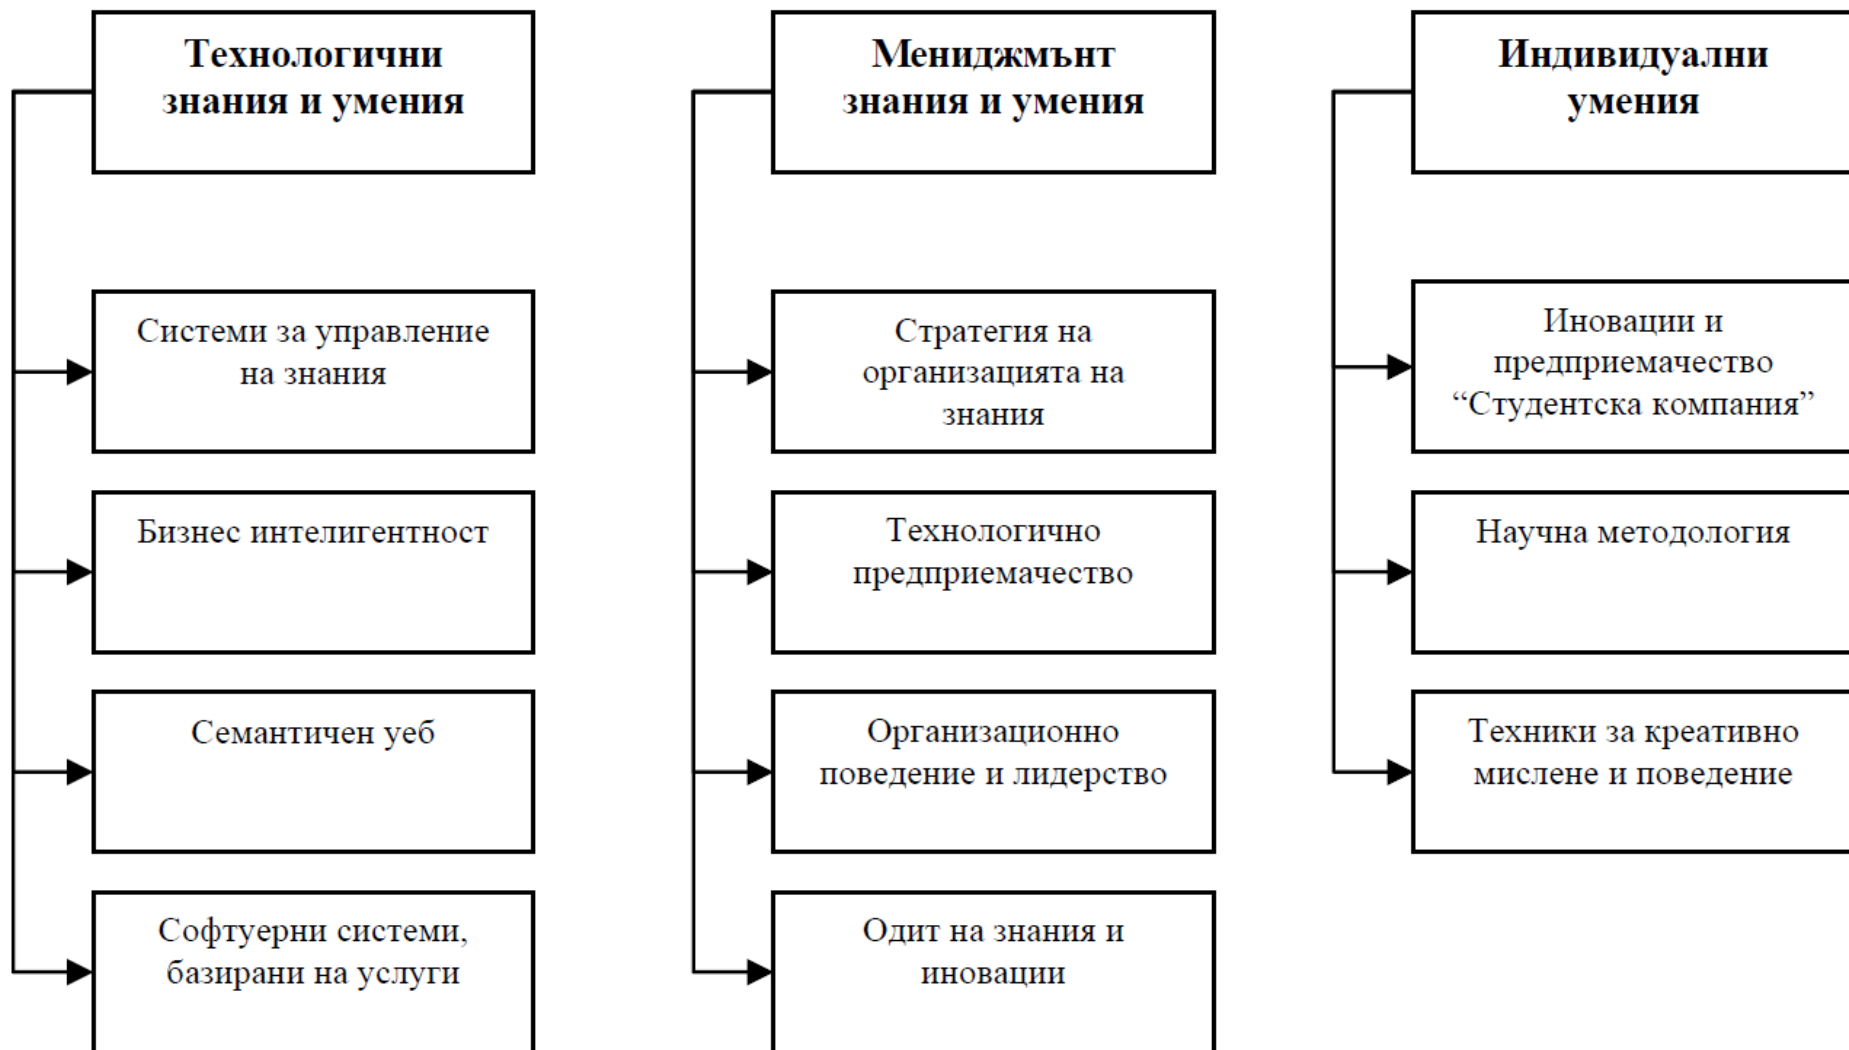 Технологични
знания и умения
Системи за управление
на знания
Бизнес интелигентност
Семантичен уеб
Софтуерни системи,
базирани на услуги
Мениджмънт
знания и умения
Стратегия на
организацията на
знания
Технологично
предприемачество
Организационно
поведение и лидерство
Одит на знания и
иновации
Индивидуални
умения
Иновации и
предприемачество
“Студентска компания”
Научна методология
Техники за креативно
мислене и поведение